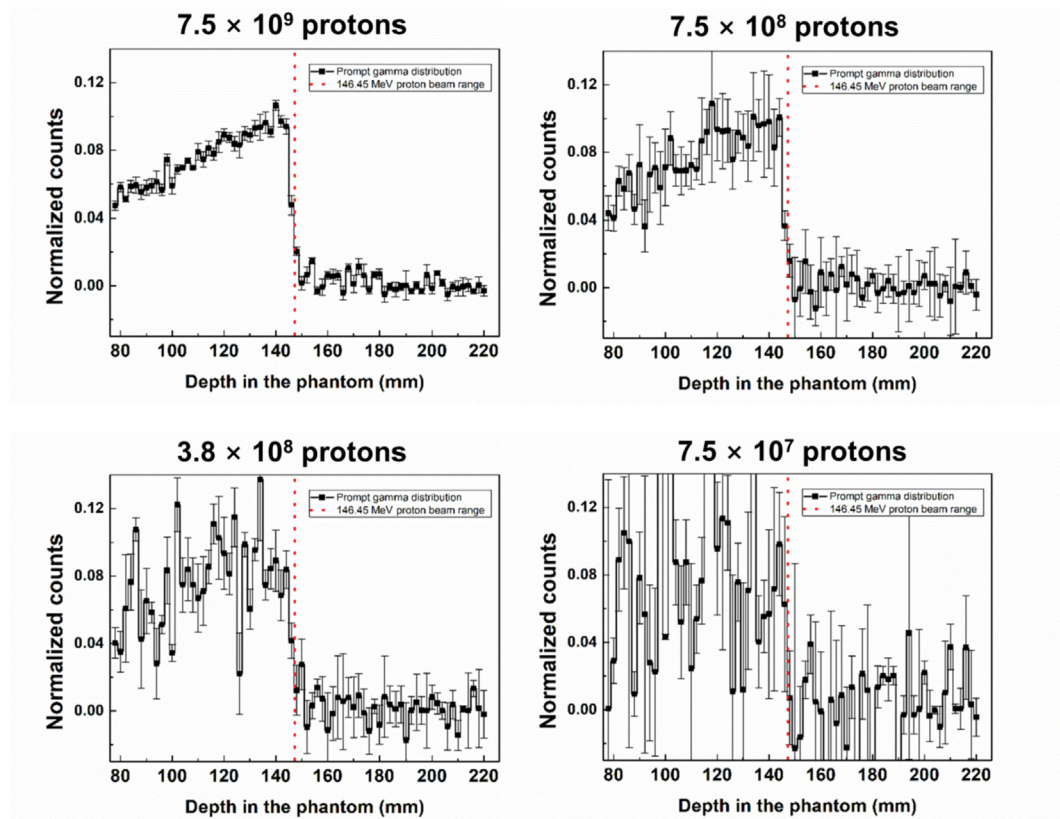 7.5 × 10⁹ protons
Normalized counts
0.12
0.08
0.04
0.00
Prompt gamma distribution
146.45 MeV proton beam range
80 100 120 140 160 180 200 220
Depth in the phantom (mm)
7.5 × 10⁸ protons
Normalized counts
0.12
0.08
0.04
0.00
Prompt gamma distribution
146.45 MeV proton beam range
80 100 120 140 160 180 200 220
Depth in the phantom (mm)
3.8 × 10⁸ protons
Normalized counts
0.12
0.08
0.04
0.00
Prompt gamma distribution
146.45 MeV proton beam range
80 100 120 140 160 180 200 220
Depth in the phantom (mm)
7.5 × 10⁷ protons
Normalized counts
0.12
0.08
0.04
0.00
Prompt gamma distribution
146.45 MeV proton beam range
80 100 120 140 160 180 200 220
Depth in the phantom (mm)